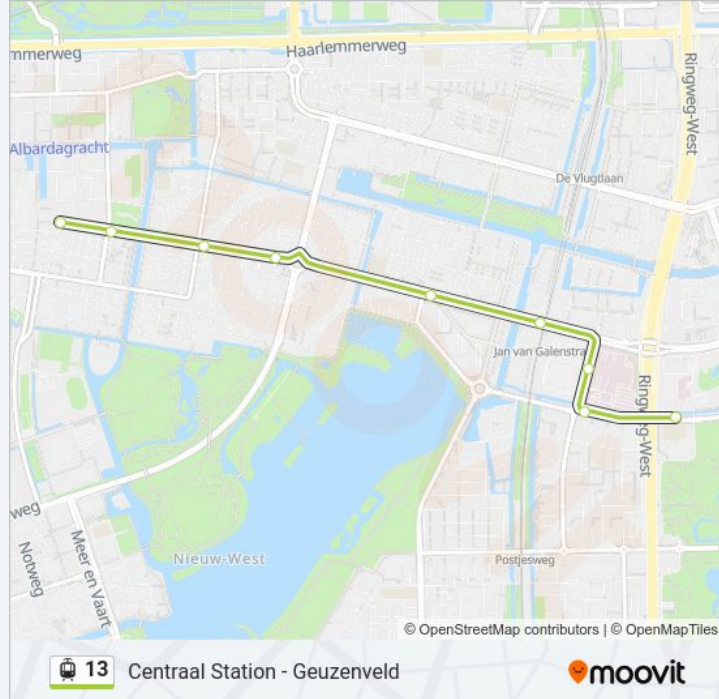 mmerweg
Haarlemmerweg
Ringweg-West
Albardagracht
De Vlugtlaan
Jan van Galenstra
Ringweg-West
weg
Notweg
Meer en Vaart
Nieuw-West
Postjesweg
© OpenStreetMap contributors | © OpenMapTiles
13 Centraal Station - Geuzenveld
moovit